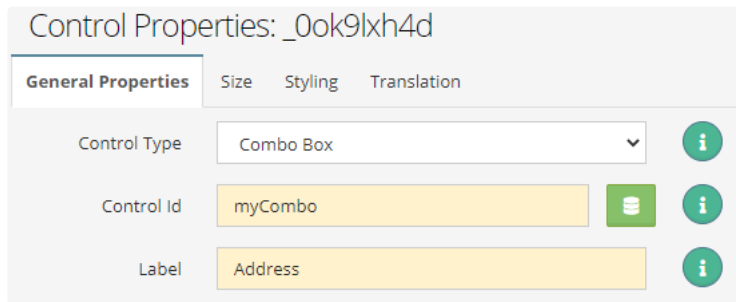 Control Properties: _0ok9lxh4d
General Properties Size Styling Translation
Control Type Combo Box
Control Id myCombo
Label Address